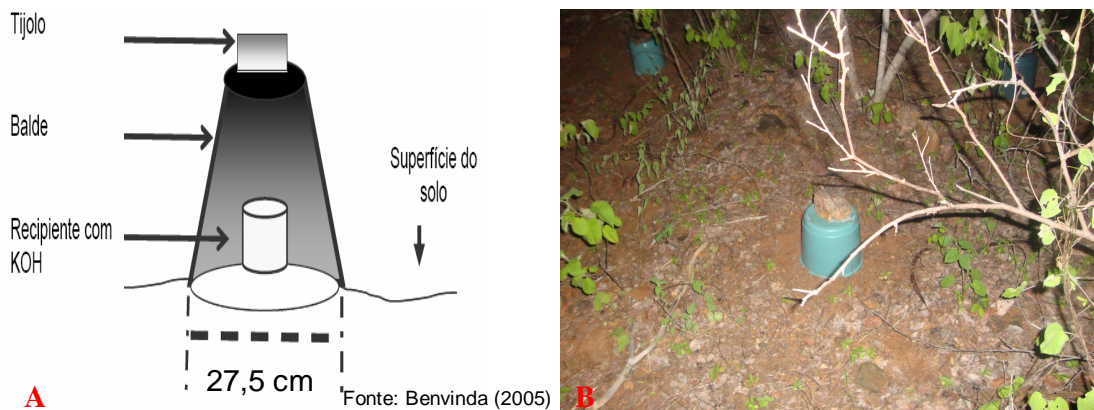 Tijolo
Balde
Superfície do
solo
Recipiente com
KOH
27,5 cm
A
Fonte: Benvinda (2005)
B